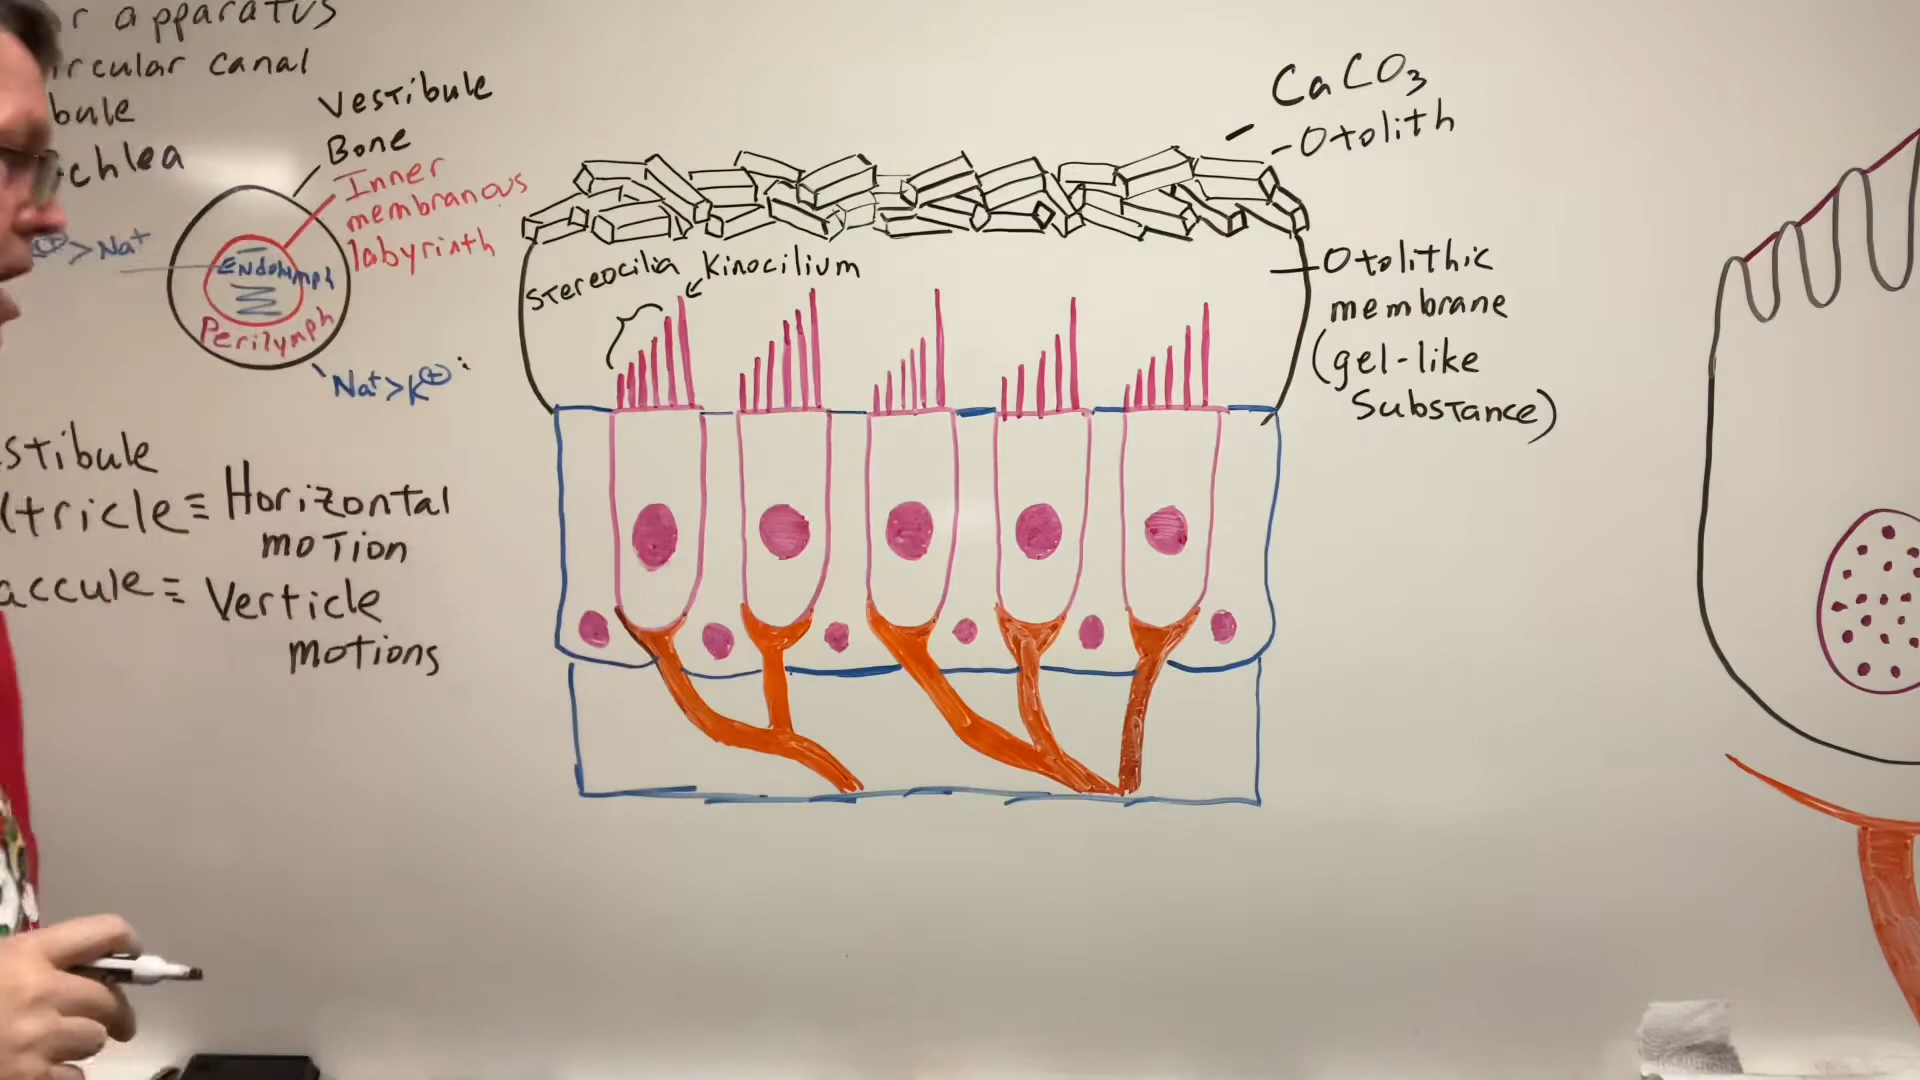 r apparatus
ircular canal
bule
chlea
Vestibule
Bone
Inner
membranous
labyrinth
> Na+
Endolymph
Perilymph
Na+>K+
stibule
tricle ≡ Horizontal
motion
accule ≡ Verticle
motions
Stereocilia
Kinocilium
CaCO3
-Otolith
Otolithic
membrane
(gel-like
Substance)